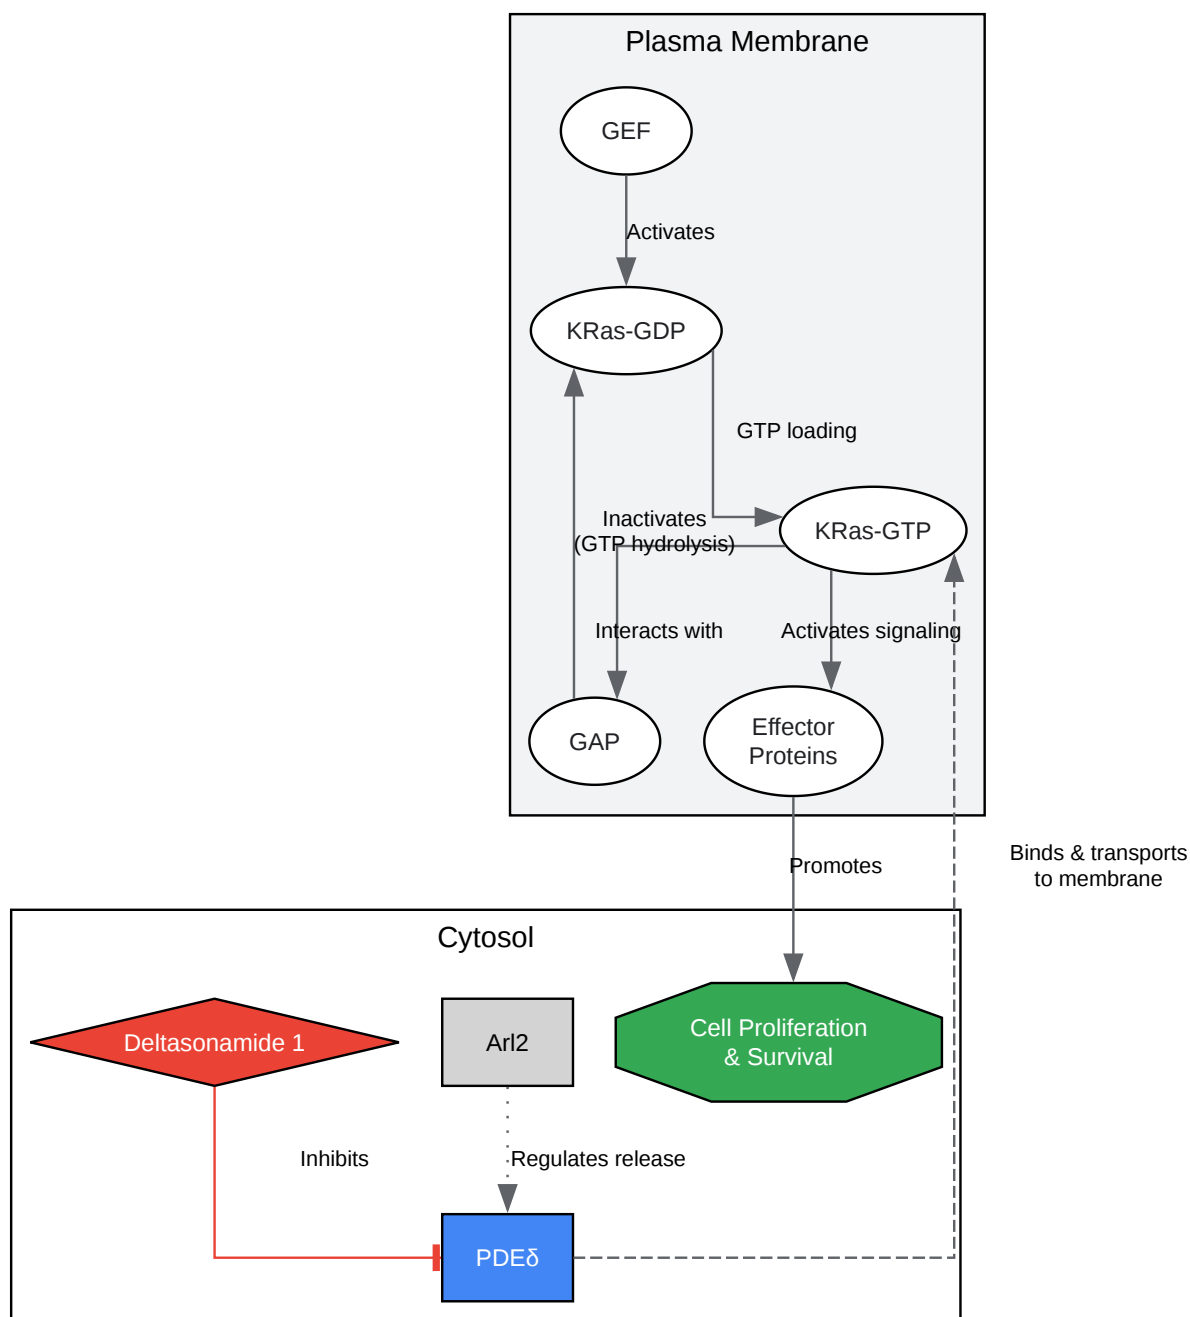 Plasma Membrane
GEF
Activates
KRas-GDP
GTP loading
Inactivates
(GTP hydrolysis)
KRas-GTP
Interacts with
Activates signaling
GAP
Effector
Proteins
Promotes
Binds & transports
to membrane
Cytosol
Deltasonamide 1
Arl2
Cell Proliferation
& Survival
Inhibits
Regulates release
PDEδ